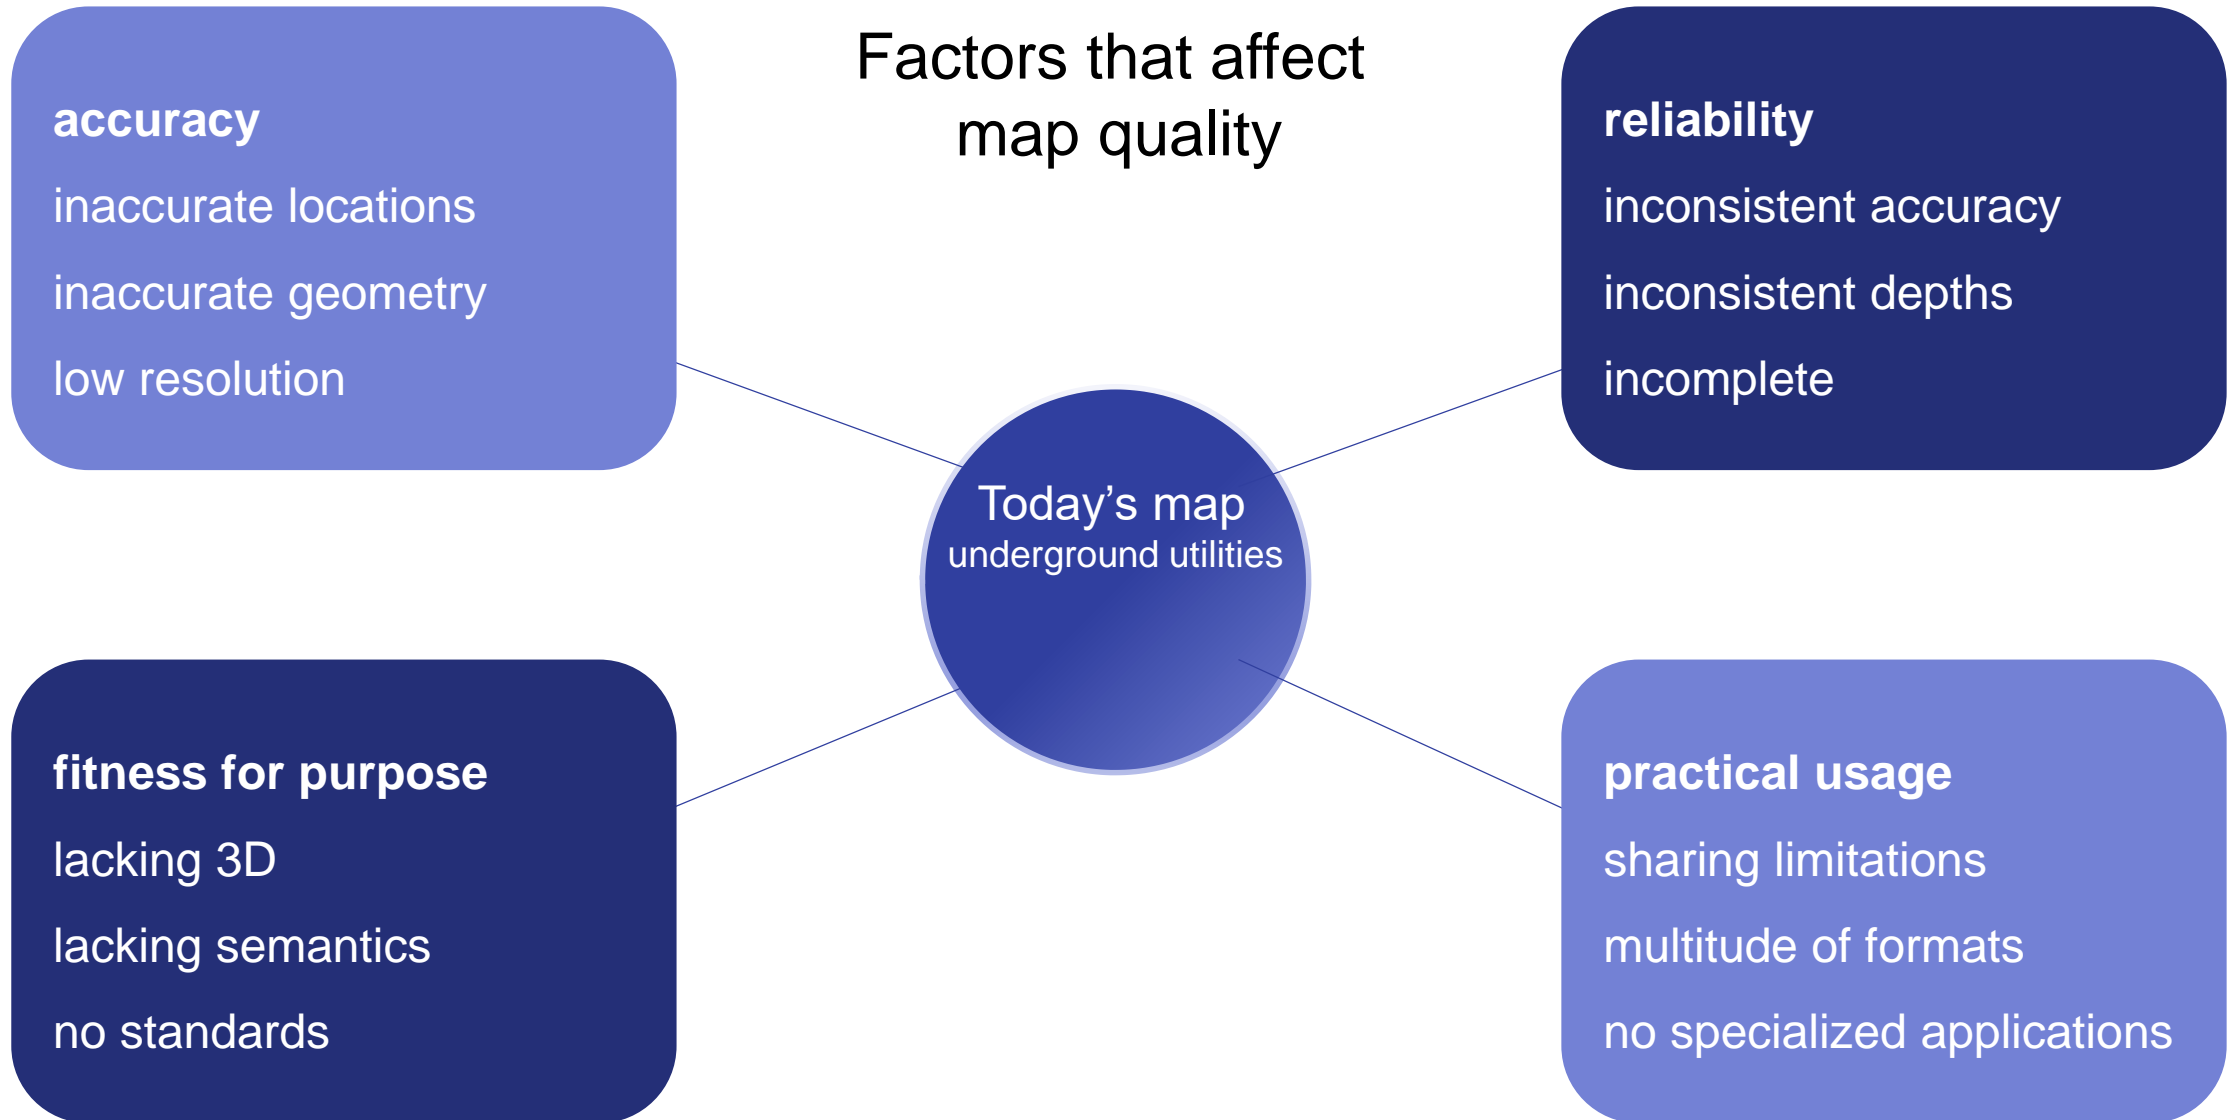 Factors that affect
map quality
accuracy
inaccurate locations
inaccurate geometry
low resolution
reliability
inconsistent accuracy
inconsistent depths
incomplete
Today’s map
underground utilities
fitness for purpose
lacking 3D
lacking semantics
no standards
practical usage
sharing limitations
multitude of formats
no specialized applications